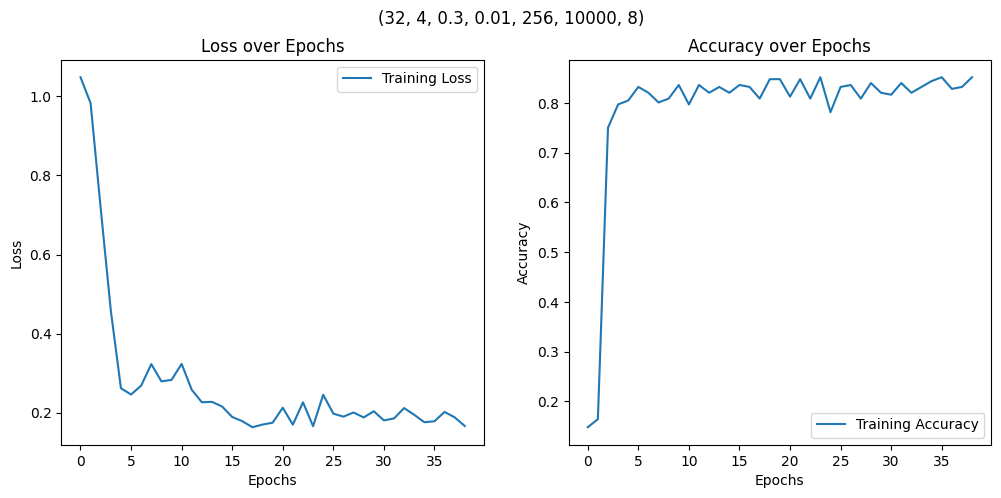 (32, 4, 0.3, 0.01, 256, 10000, 8)
Loss over Epochs
Training Loss
1.0
0.8
0.6
0.4
0.2
Loss
0 5 10 15 20 25 30 35
Epochs
Accuracy over Epochs
0.8
0.7
0.6
0.5
0.4
0.3
0.2
Accuracy
Training Accuracy
0 5 10 15 20 25 30 35
Epochs